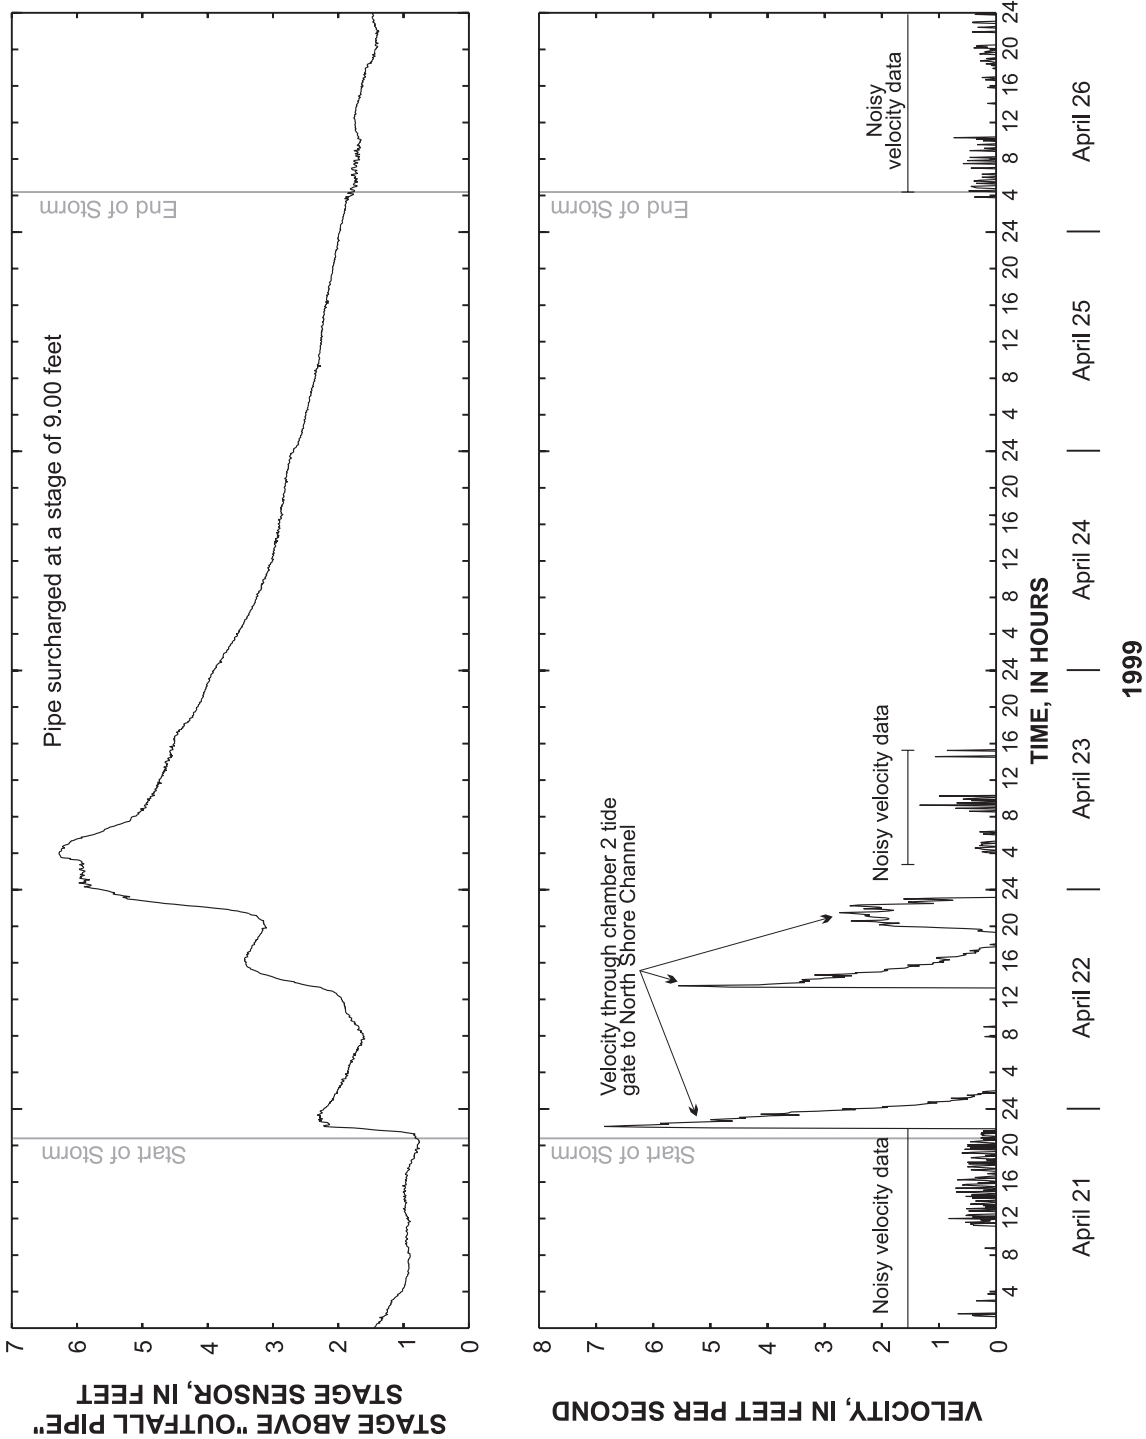 STAGE ABOVE "OUTFALL PIPE"
STAGE SENSOR, IN FEET
7
6
5
4
3
2
1
0
Pipe surcharged at a stage of 9.00 feet
Start of Storm
End of Storm
VELOCITY, IN FEET PER SECOND
8
7
6
5
4
3
2
1
0
Start of Storm
End of Storm
Velocity through chamber 2 tide
gate to North Shore Channel
Noisy velocity data
Noisy velocity data
Noisy
velocity data
4 8 12 16 20 24 4 8 12 16 20 24 4 8 12 16 20 24 4 8 12 16 20 24 4 8 12 16 20 24 4 8 12 16 20 24
TIME, IN HOURS
April 21 April 22 April 23 April 24 April 25 April 26
1999